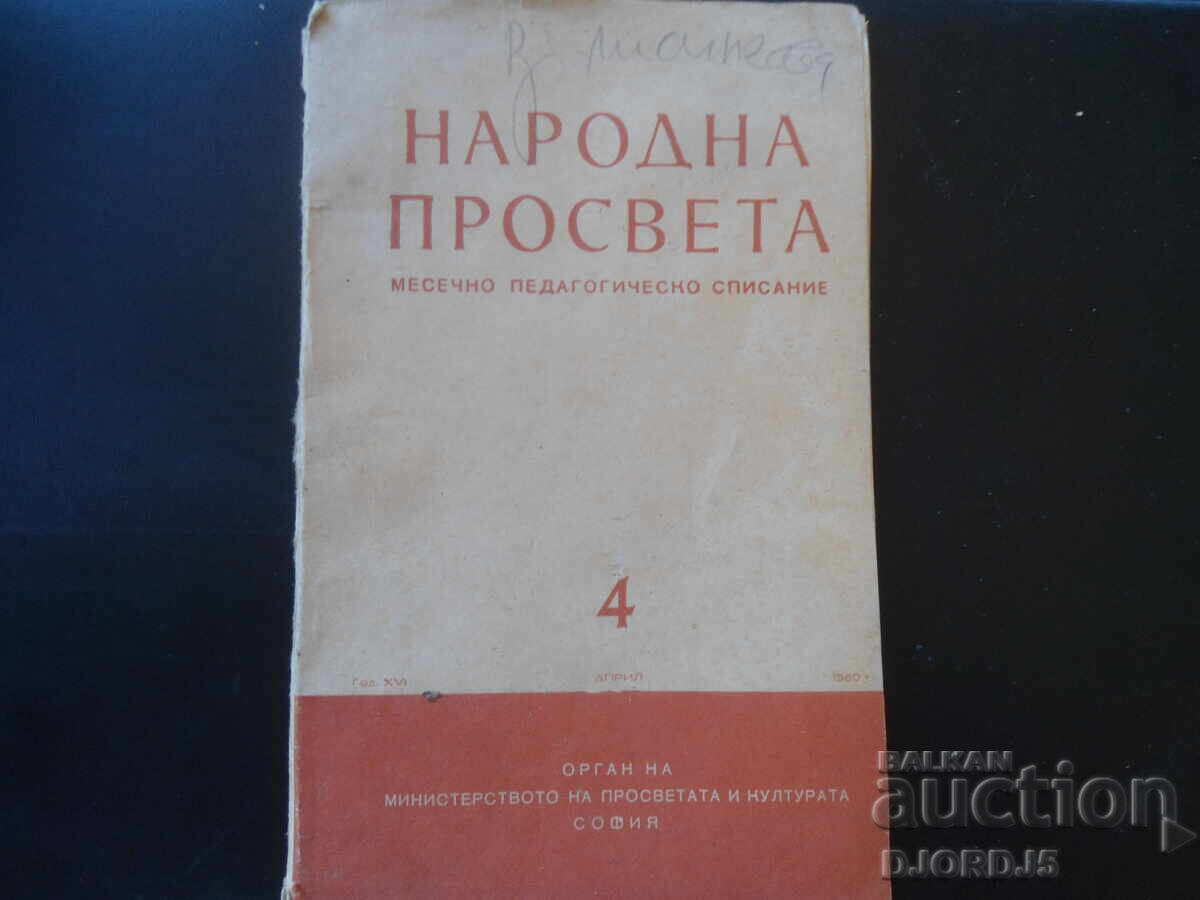 НАРОДНА
ПРОСВЕТА
МЕСЕЧНО ПЕДАГОГИЧЕСКО СПИСАНИЕ
4
Год. XVI АПРИЛ 1960 г.
ОРГАН НА
МИНИСТЕРСТВОТО НА ПРОСВЕТАТА И КУЛТУРАТА
СОФИЯ
BALKAN
auction
DJORDJ5